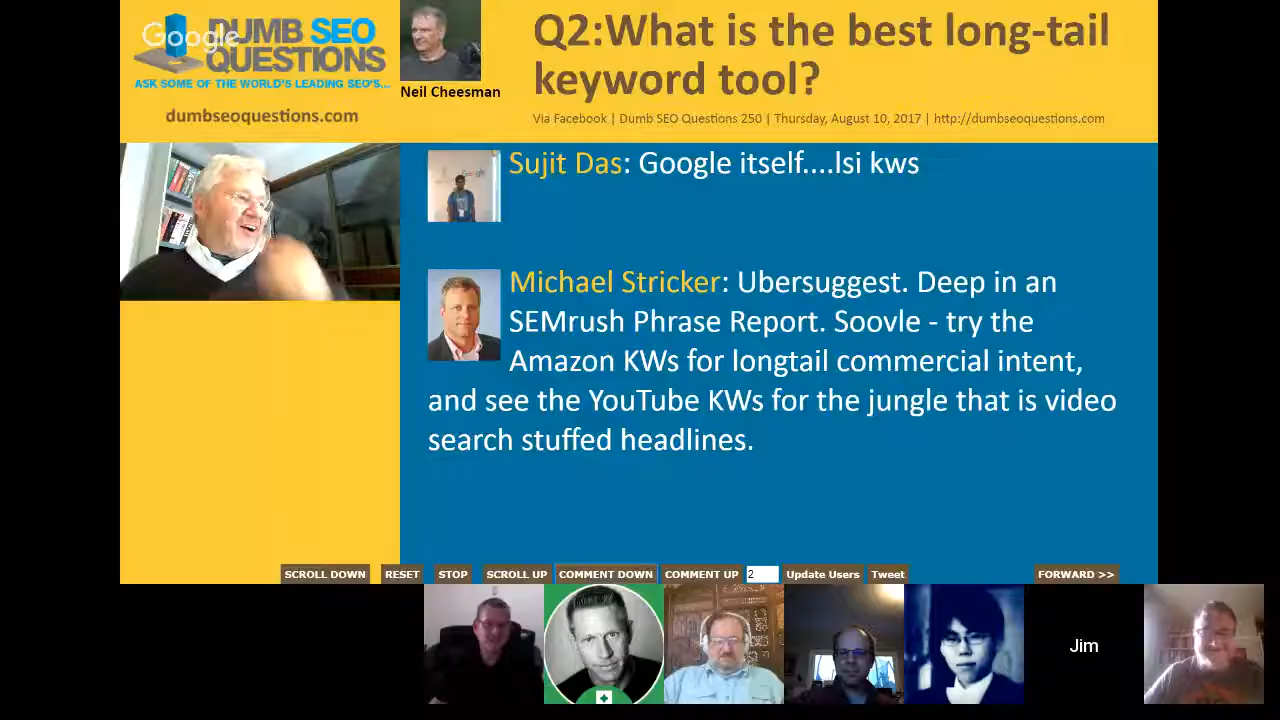 Google
DUMB SEO
QUESTIONS
ASK SOME OF THE WORLD'S LEADING SEO'S...
dumbseoquestions.com
Neil Cheesman
Q2:What is the best long-tail
keyword tool?
Via Facebook | Dumb SEO Questions 250 | Thursday, August 10, 2017 | http://dumbseoquestions.com
Sujit Das: Google itself....lsi kws
Michael Stricker: Ubersuggest. Deep in an
SEMrush Phrase Report. Soovle - try the
Amazon KWs for longtail commercial intent,
and see the YouTube KWs for the jungle that is video
search stuffed headlines.
SCROLL DOWN RESET STOP SCROLL UP COMMENT DOWN COMMENT UP 2 Update Users Tweet FORWARD >>
Jim